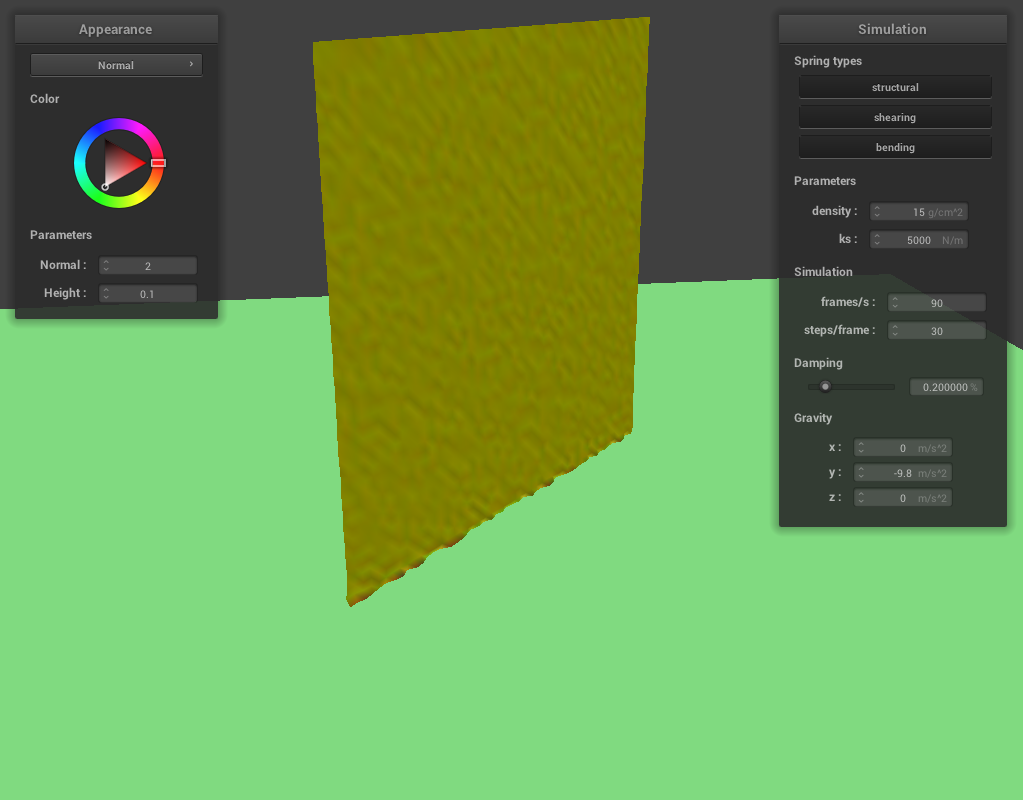 Appearance
Normal
Color
Parameters
Normal : 2
Height : 0.1
Simulation
Spring types
structural
shearing
bending
Parameters
density : 15 g/cm^2
ks : 5000 N/m
Simulation
frames/s : 90
steps/frame : 30
Damping
0.200000 %
Gravity
x : 0 m/s^2
y : -9.8 m/s^2
z : 0 m/s^2